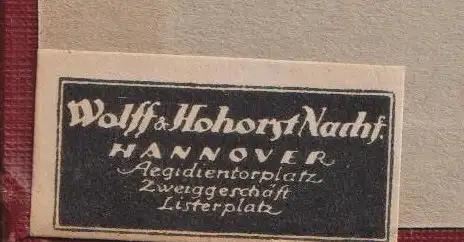 Wolff & Hohorst Nachf.
HANNOVER
Aegidientorplatz
Zweiggeschäft
Listerplatz